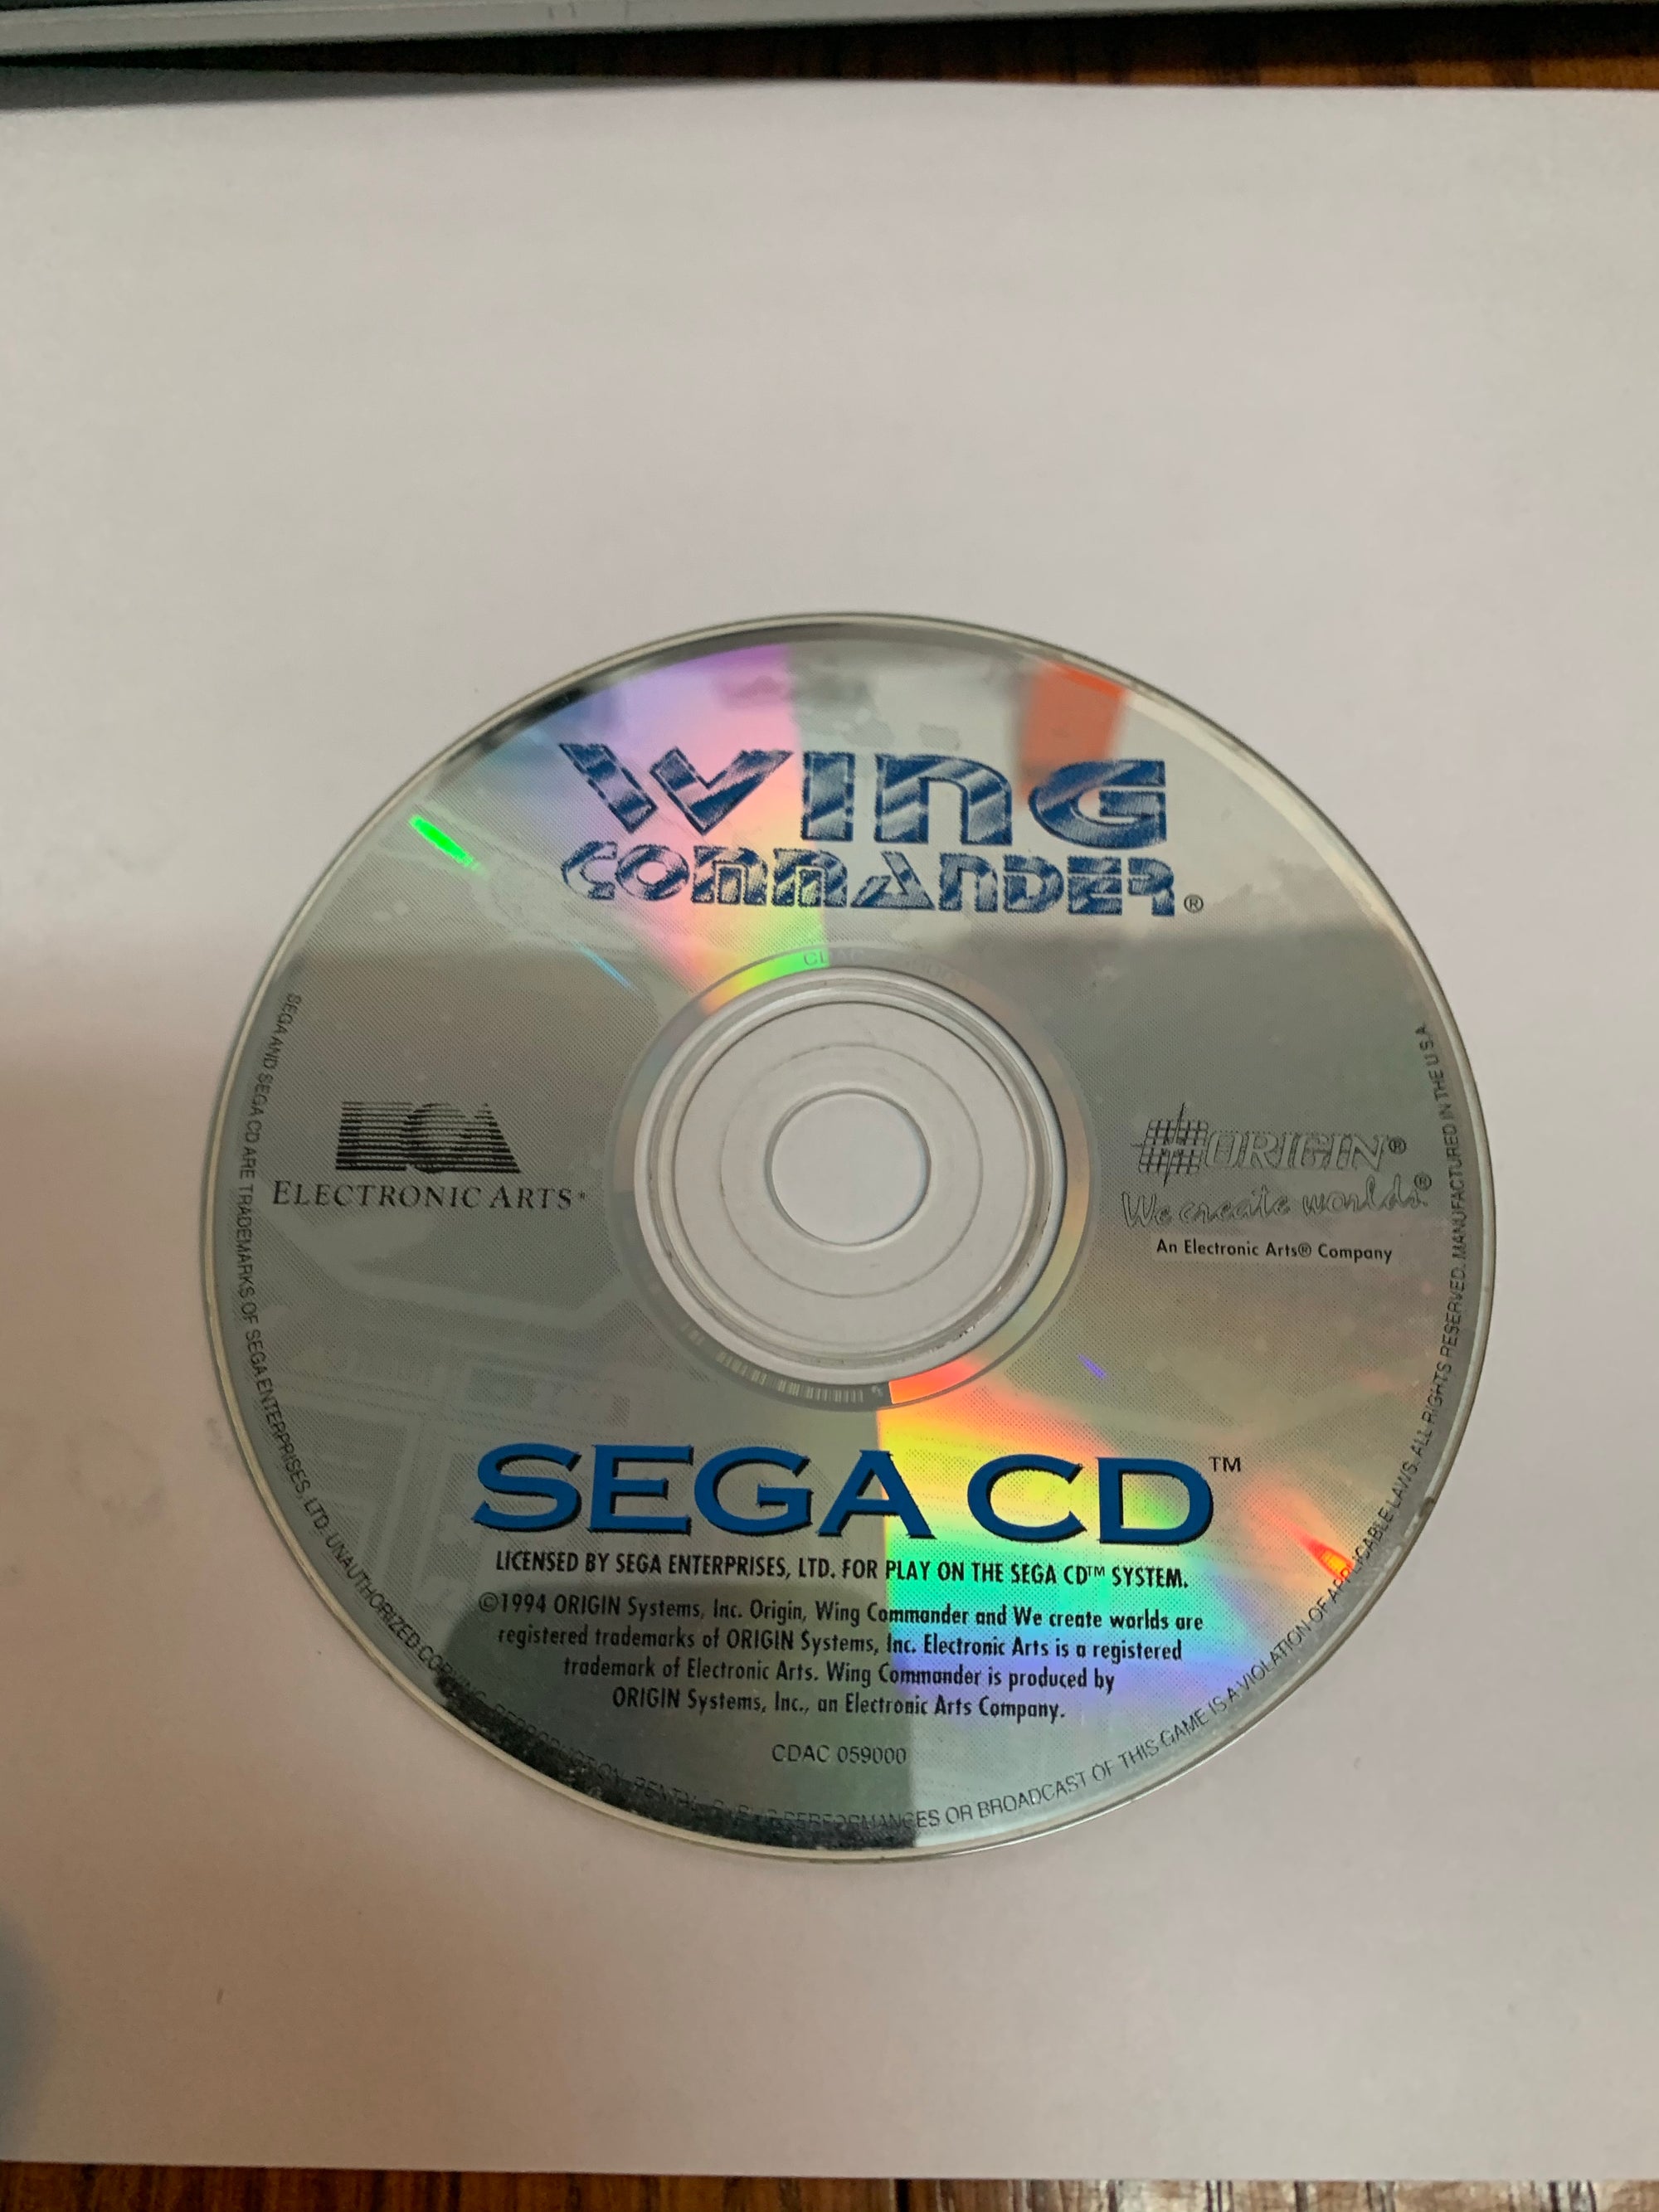 WING
COMMANDER®
ELECTRONIC ARTS®
ORIGIN®
We create worlds.®
An Electronic Arts® Company
SEGA CD™
LICENSED BY SEGA ENTERPRISES, LTD. FOR PLAY ON THE SEGA CD™ SYSTEM.
©1994 ORIGIN Systems, Inc. Origin, Wing Commander and We create worlds are
registered trademarks of ORIGIN Systems, Inc. Electronic Arts is a registered
trademark of Electronic Arts. Wing Commander is produced by
ORIGIN Systems, Inc., an Electronic Arts Company.
CDAC 059000
SEGA AND SEGA CD ARE TRADEMARKS OF SEGA ENTERPRISES, LTD. UNAUTHORIZED COPYING, REPRODUCTION, RENTAL, PERFORMANCES OR BROADCAST OF THIS GAME IS A VIOLATION OF APPLICABLE LAWS. ALL RIGHTS RESERVED. MANUFACTURED IN THE U.S.A.